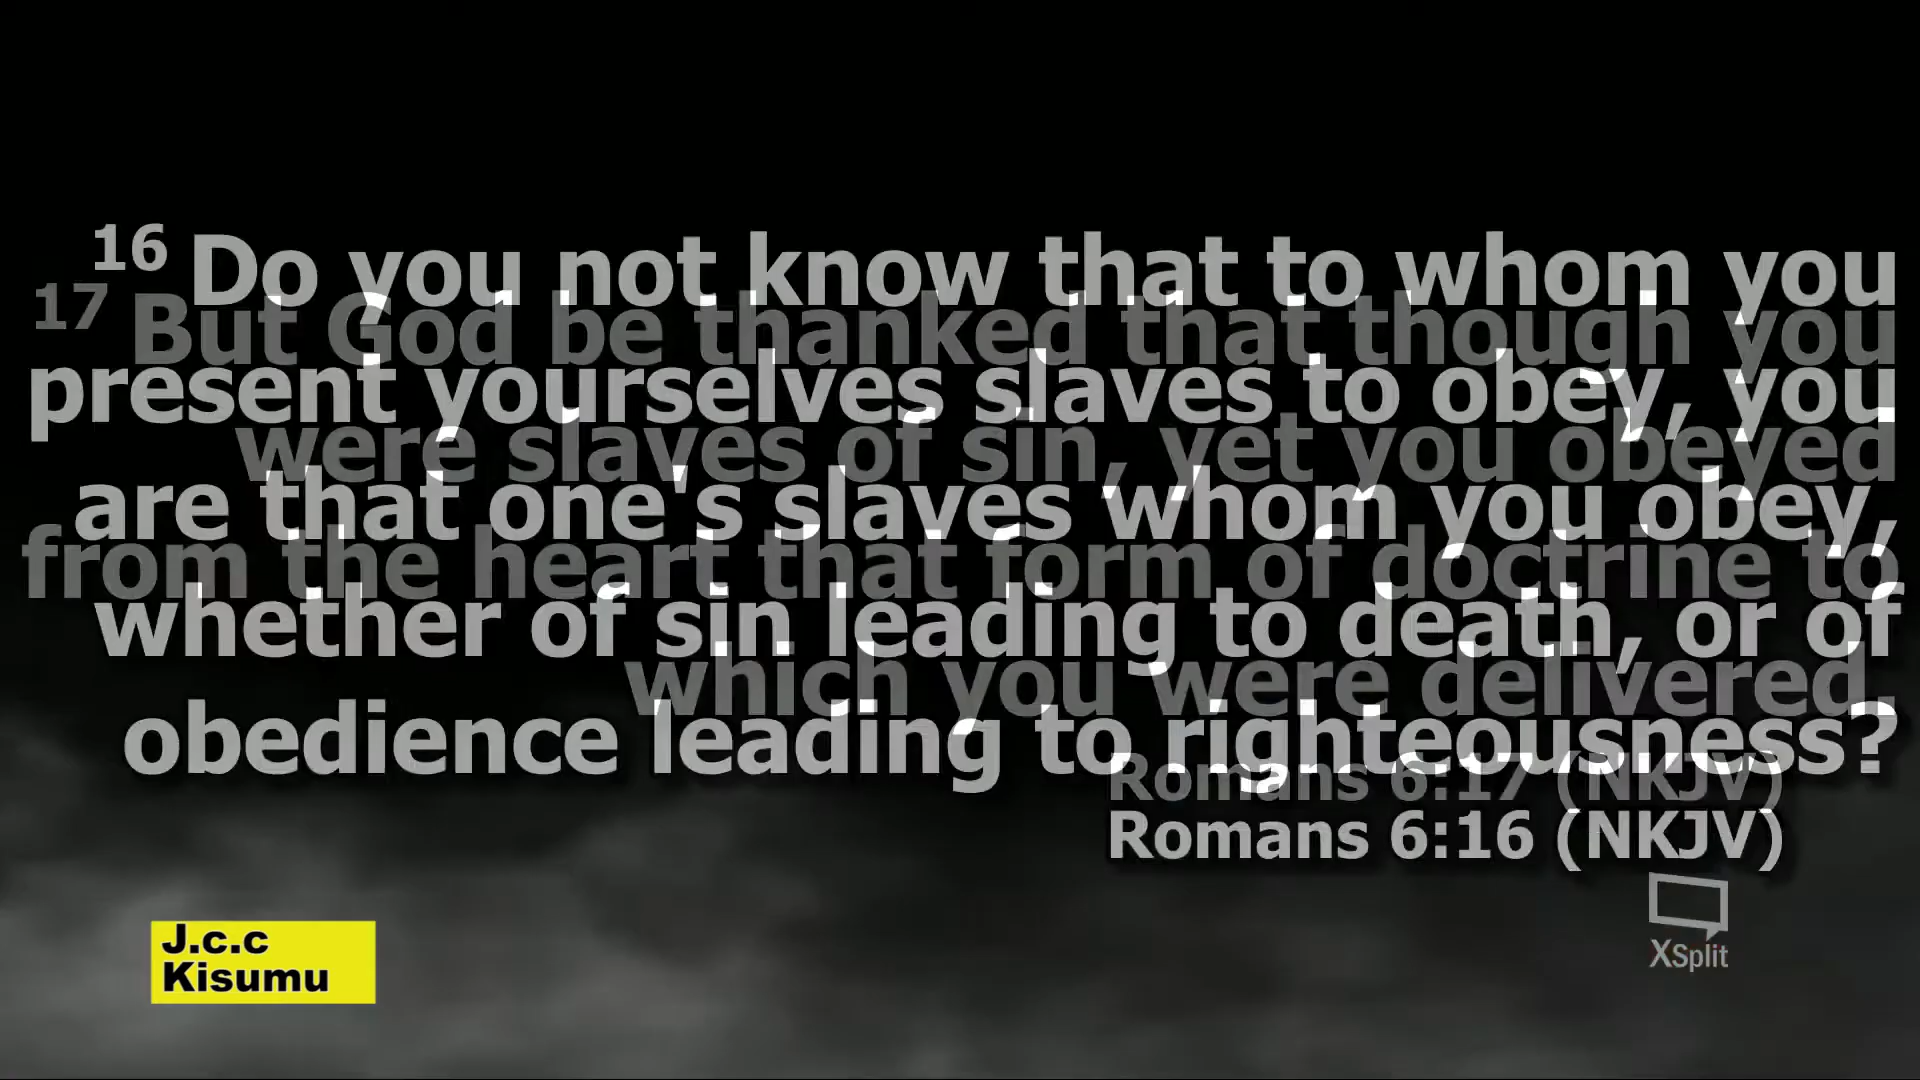 16 Do you not know that to whom you
present yourselves slaves to obey, you
are that one's slaves whom you obey,
whether of sin leading to death, or of
obedience leading to righteousness?
Romans 6:16 (NKJV)
17 But God be thanked that though you
were slaves of sin, yet you obeyed
from the heart that form of doctrine to
which you were delivered.
Romans 6:17 (NKJV)
J.c.c
Kisumu
XSplit